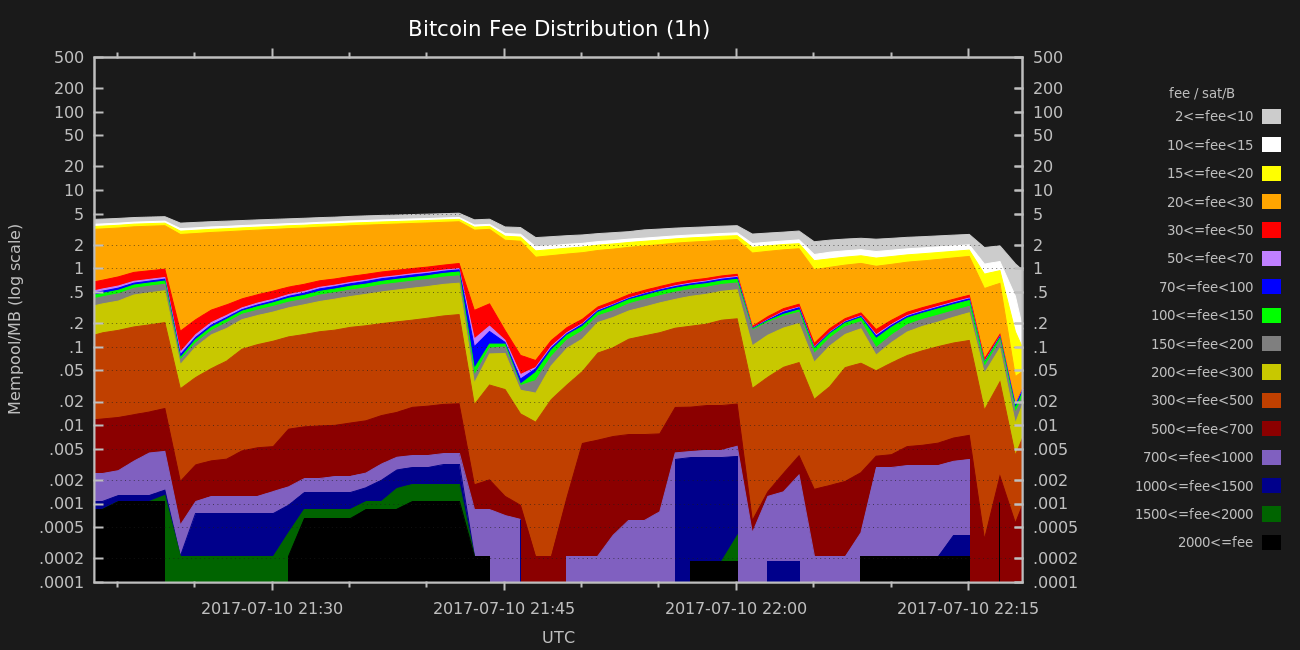 Bitcoin Fee Distribution (1h)
500 500
200 200
100 100
50 50
20 20
10 10
5 5
2 2
1 1
.5 .5
.2 .2
.1 .1
.05 .05
.02 .02
.01 .01
.005 .005
.002 .002
.001 .001
.0005 .0005
.0002 .0002
.0001 .0001
Mempool/MB (log scale)
2017-07-10 21:30 2017-07-10 21:45 2017-07-10 22:00 2017-07-10 22:15
UTC
fee / sat/B
2<=fee<10
10<=fee<15
15<=fee<20
20<=fee<30
30<=fee<50
50<=fee<70
70<=fee<100
100<=fee<150
150<=fee<200
200<=fee<300
300<=fee<500
500<=fee<700
700<=fee<1000
1000<=fee<1500
1500<=fee<2000
2000<=fee